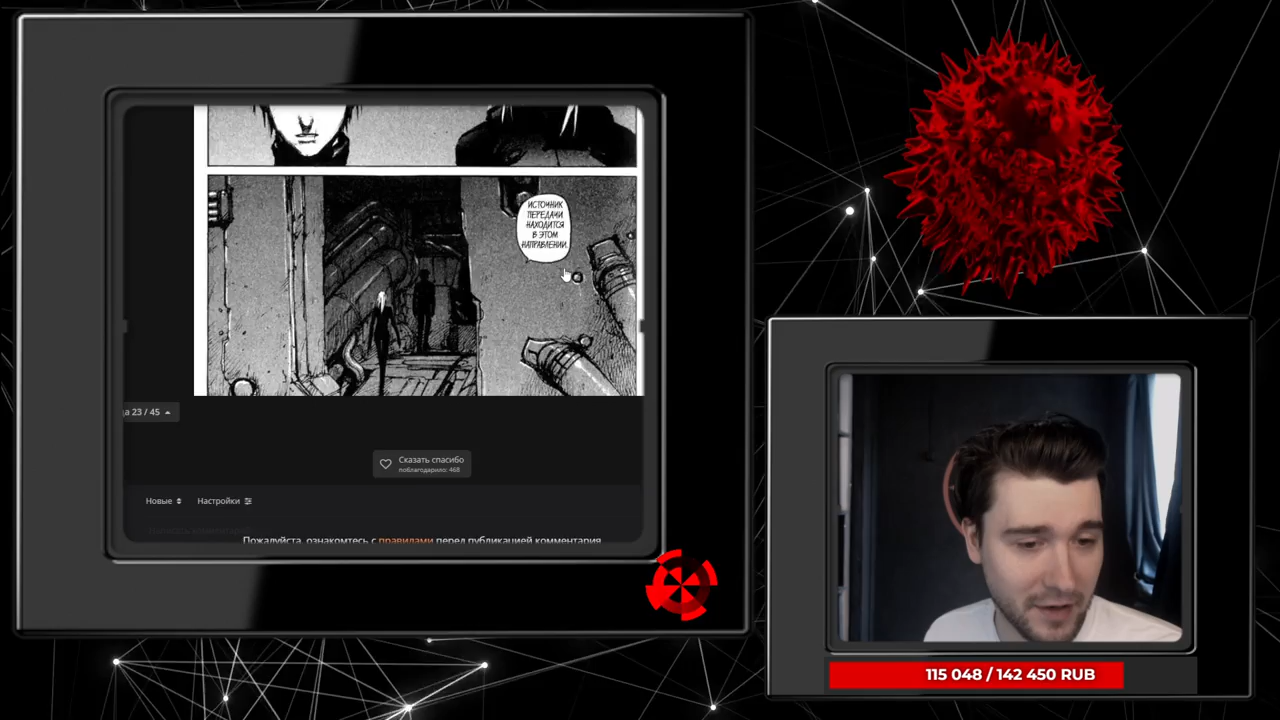 ИСТОЧНИК
ПЕРЕДАЧИ
НАХОДИТСЯ
В ЭТОМ
НАПРАВЛЕНИИ.
а 23 / 45
Сказать спасибо
поблагодарило: 468
Новые
Настройки
Пожалуйста, ознакомтесь с правилами перед публикацией комментария
115 048 / 142 450 RUB